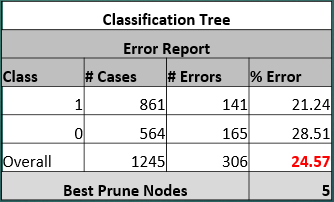 Classification Tree
Error Report
Class # Cases # Errors % Error
1 861 141 21.24
0 564 165 28.51
Overall 1245 306 24.57
Best Prune Nodes 5